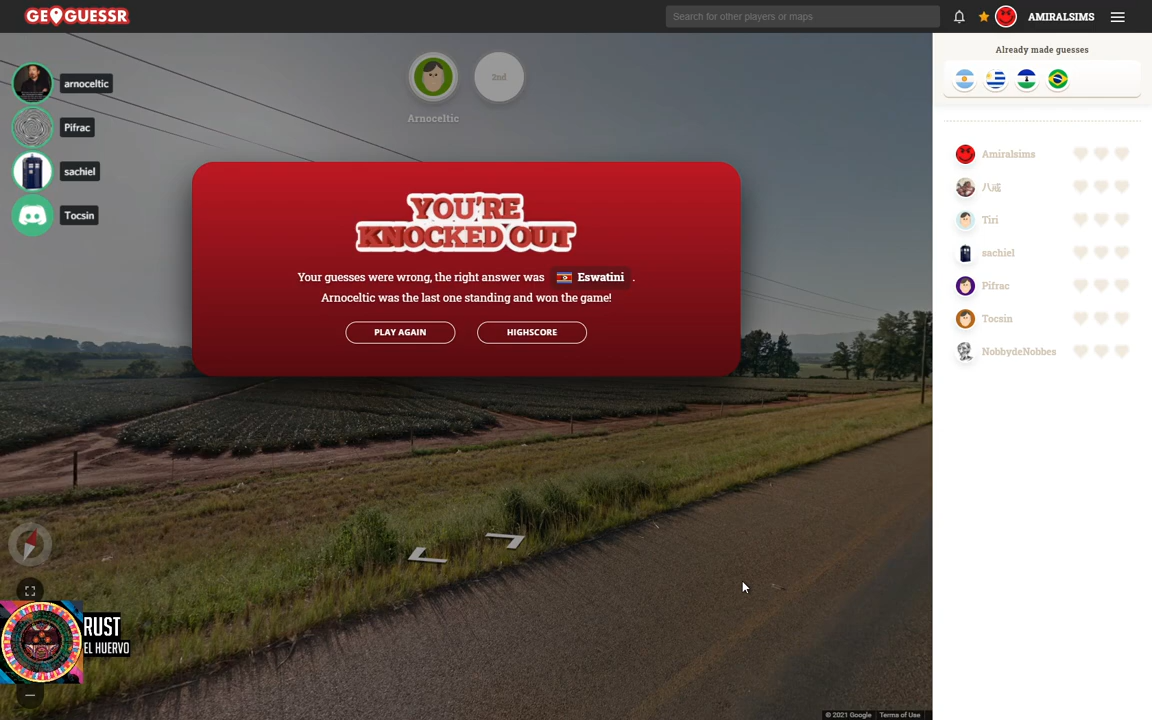 GEOGUESSR
Search for other players or maps
AMIRALSIMS
Already made guesses
arnoceltic
Pifrac
sachiel
Tocsin
2nd
Arnoceltic
YOU'RE
KNOCKED OUT
Your guesses were wrong, the right answer was Eswatini .
Arnoceltic was the last one standing and won the game!
PLAY AGAIN
HIGHSCORE
Amiralsims
八戒
Tiri
sachiel
Pifrac
Tocsin
NobbydeNobbes
RUST
EL HUERVO
© 2021 Google
Terms of Use